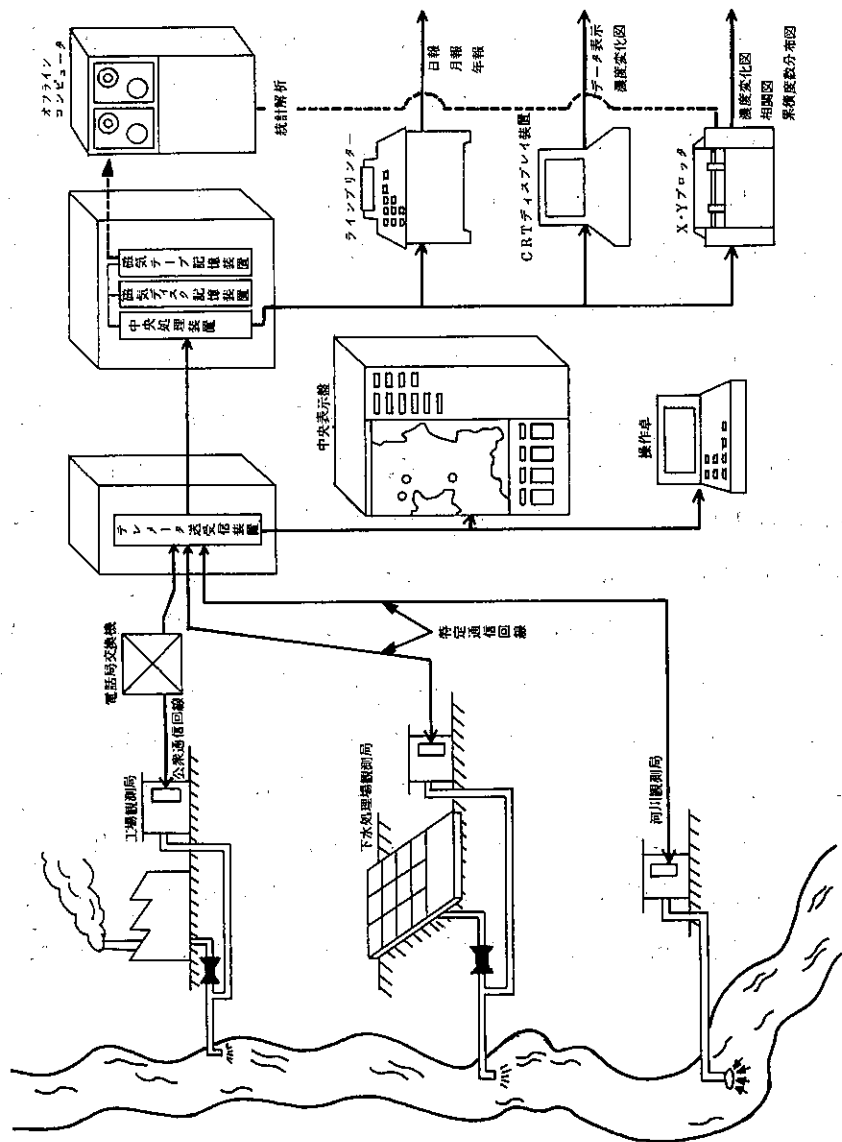 オフライン
コンピュータ
統計解析
磁気テープ記憶装置
磁気ディスク記憶装置
中央処理装置
ラインプリンター
日報
月報
年報
CRTディスプレイ装置
データ表示
濃度変化図
X・Yプロッタ
濃度変化図
相関図
累積度数分布図
テレメータ送受信装置
中央表示盤
操作卓
電話局交換機
公衆通信回線
特定通信回線
工場観測局
下水処理場観測局
河川観測局